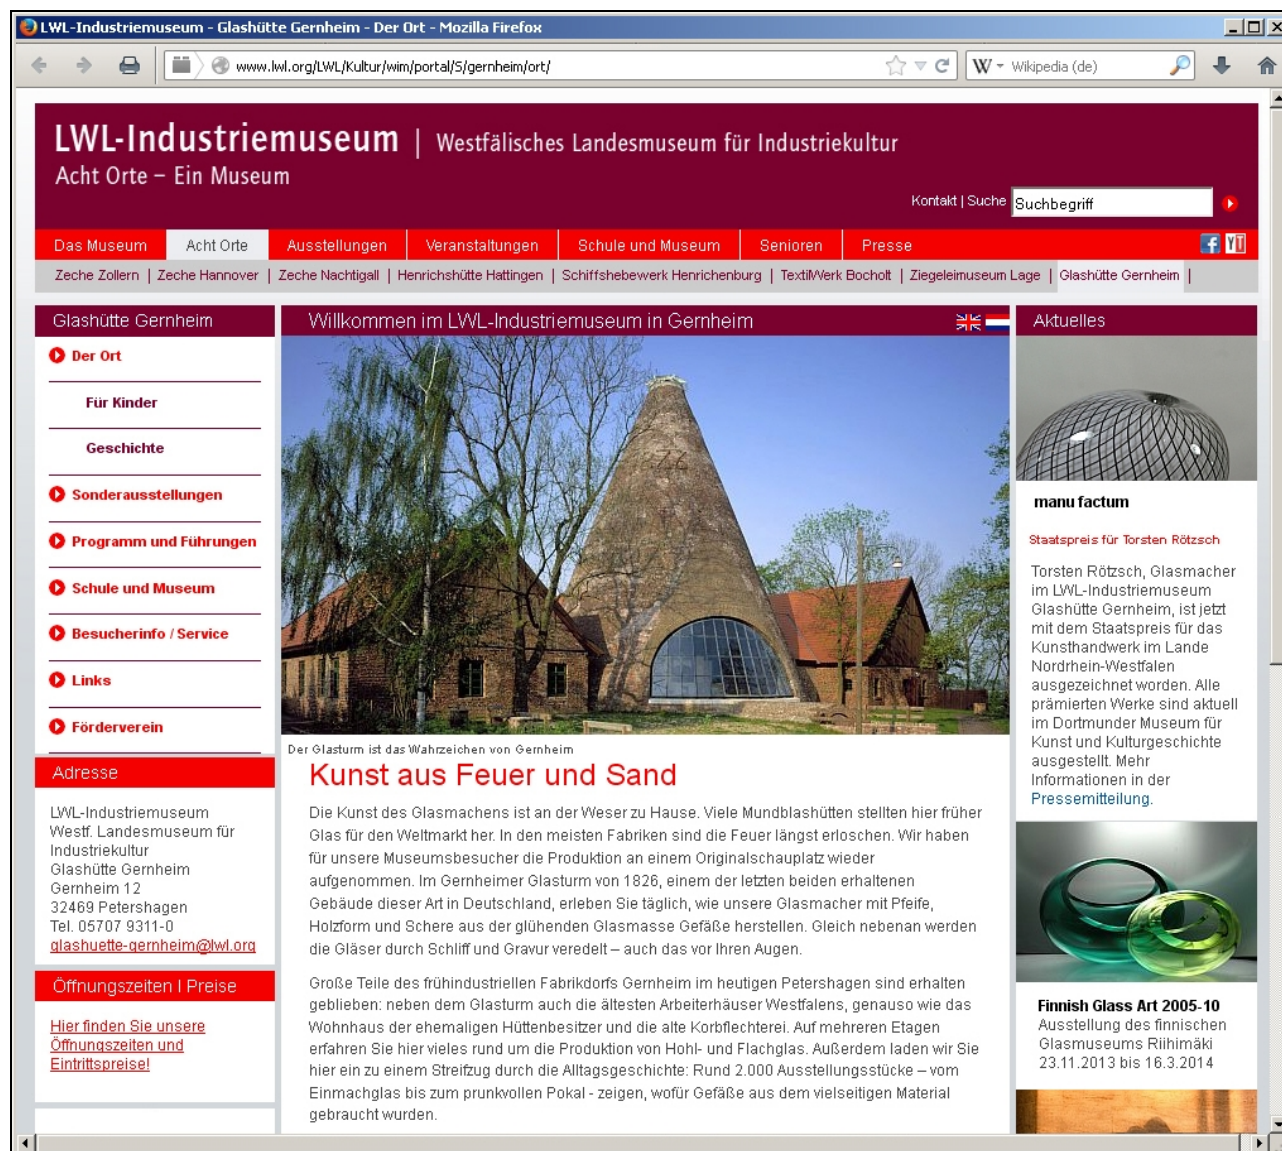 LWL-Industriemuseum - Glashütte Gernheim - Der Ort - Mozilla Firefox
www.lwl.org/LWL/Kultur/wim/portal/S/gernheim/ort/
W Wikipedia (de)
LWL-Industriemuseum | Westfälisches Landesmuseum für Industriekultur
Acht Orte – Ein Museum
Kontakt | Suche Suchbegriff
Das Museum Acht Orte Ausstellungen Veranstaltungen Schule und Museum Senioren Presse
Zeche Zollern | Zeche Hannover | Zeche Nachtigall | Henrichshütte Hattingen | Schiffshebewerk Henrichenburg | TextilWerk Bocholt | Ziegeleimuseum Lage | Glashütte Gernheim |
Glashütte Gernheim
Der Ort
Für Kinder
Geschichte
Sonderausstellungen
Programm und Führungen
Schule und Museum
Besucherinfo / Service
Links
Förderverein
Adresse
LWL-Industriemuseum
Westf. Landesmuseum für
Industriekultur
Glashütte Gernheim
Gernheim 12
32469 Petershagen
Tel. 05707 9311-0
glashuette-gernheim@lwl.org
Öffnungszeiten I Preise
Hier finden Sie unsere
Öffnungszeiten und
Eintrittspreise!
Willkommen im LWL-Industriemuseum in Gernheim
Der Glasturm ist das Wahrzeichen von Gernheim
Kunst aus Feuer und Sand
Die Kunst des Glasmachens ist an der Weser zu Hause. Viele Mundblashütten stellten hier früher
Glas für den Weltmarkt her. In den meisten Fabriken sind die Feuer längst erloschen. Wir haben
für unsere Museumsbesucher die Produktion an einem Originalschauplatz wieder
aufgenommen. Im Gernheimer Glasturm von 1826, einem der letzten beiden erhaltenen
Gebäude dieser Art in Deutschland, erleben Sie täglich, wie unsere Glasmacher mit Pfeife,
Holzform und Schere aus der glühenden Glasmasse Gefäße herstellen. Gleich nebenan werden
die Gläser durch Schliff und Gravur veredelt – auch das vor Ihren Augen.
Große Teile des frühindustriellen Fabrikdorfs Gernheim im heutigen Petershagen sind erhalten
geblieben: neben dem Glasturm auch die ältesten Arbeiterhäuser Westfalens, genauso wie das
Wohnhaus der ehemaligen Hüttenbesitzer und die alte Korbflechterei. Auf mehreren Etagen
erfahren Sie hier vieles rund um die Produktion von Hohl- und Flachglas. Außerdem laden wir Sie
hier ein zu einem Streifzug durch die Alltagsgeschichte: Rund 2.000 Ausstellungsstücke – vom
Einmachglas bis zum prunkvollen Pokal - zeigen, wofür Gefäße aus dem vielseitigen Material
gebraucht wurden.
Aktuelles
manu factum
Staatspreis für Torsten Rötzsch
Torsten Rötzsch, Glasmacher
im LWL-Industriemuseum
Glashütte Gernheim, ist jetzt
mit dem Staatspreis für das
Kunsthandwerk im Lande
Nordrhein-Westfalen
ausgezeichnet worden. Alle
prämierten Werke sind aktuell
im Dortmunder Museum für
Kunst und Kulturgeschichte
ausgestellt. Mehr
Informationen in der
Pressemitteilung.
Finnish Glass Art 2005-10
Ausstellung des finnischen
Glasmuseums Riihimäki
23.11.2013 bis 16.3.2014